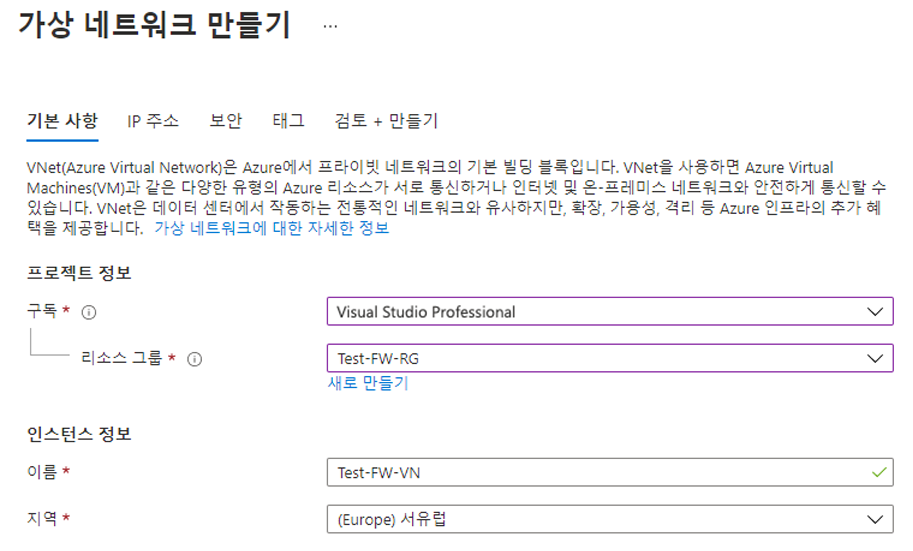 가상 네트워크 만들기 ...
기본 사항 IP 주소 보안 태그 검토 + 만들기
VNet(Azure Virtual Network)은 Azure에서 프라이빗 네트워크의 기본 빌딩 블록입니다. VNet을 사용하면 Azure Virtual
Machines(VM)과 같은 다양한 유형의 Azure 리소스가 서로 통신하거나 인터넷 및 온-프레미스 네트워크와 안전하게 통신할 수
있습니다. VNet은 데이터 센터에서 작동하는 전통적인 네트워크와 유사하지만, 확장, 가용성, 격리 등 Azure 인프라의 추가 혜
택을 제공합니다. 가상 네트워크에 대한 자세한 정보
프로젝트 정보
구독 * Visual Studio Professional
리소스 그룹 * Test-FW-RG
새로 만들기
인스턴스 정보
이름 * Test-FW-VN
지역 * (Europe) 서유럽